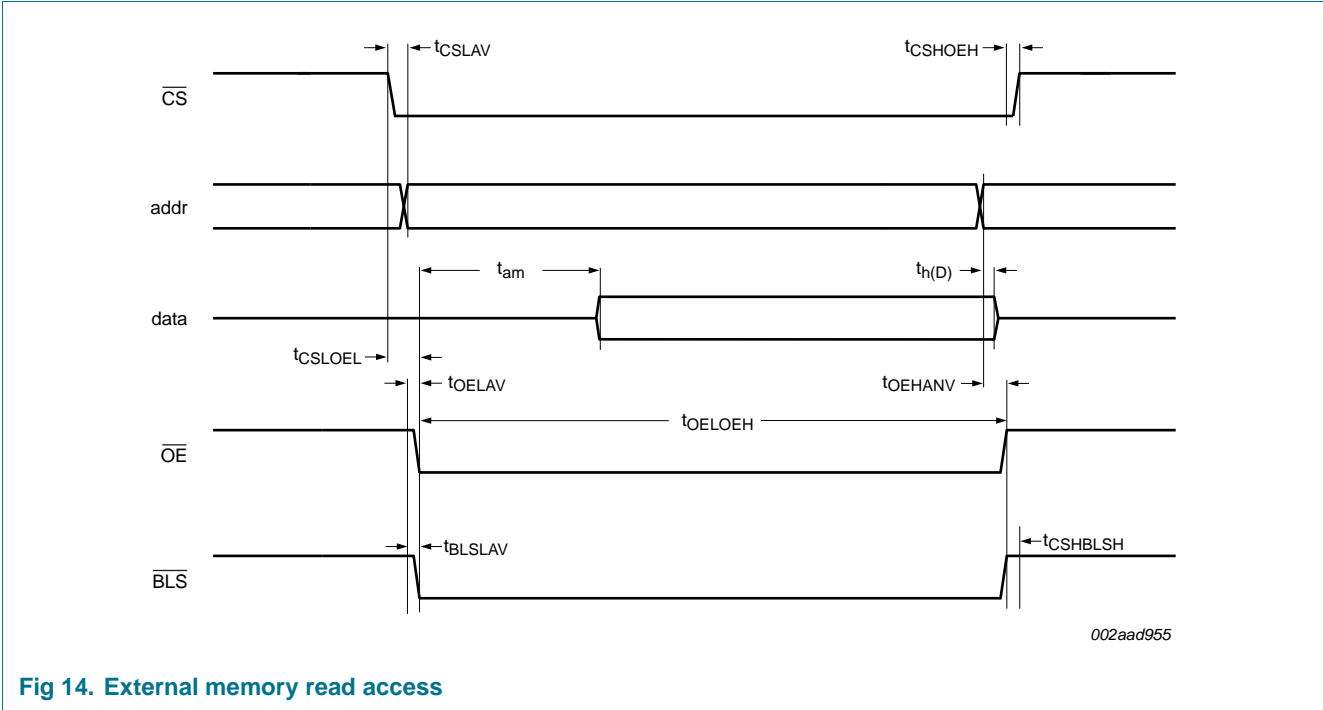 tCSLAV
tCSHOEH
CS
addr
tam
th(D)
data
tCSLOEL
tOELAV
tOEHANV
tOELOEH
OE
tBLSLAV
tCSHBLSH
BLS
002aad955
Fig 14. External memory read access